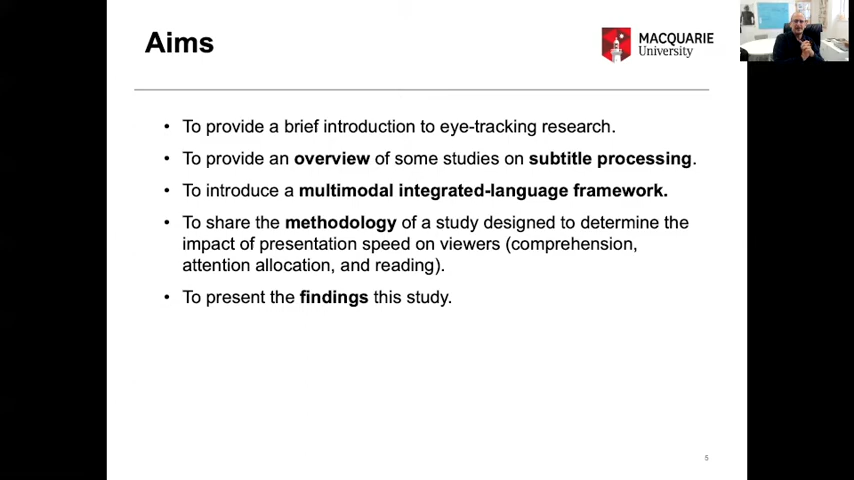 Aims
MACQUARIE
University
• To provide a brief introduction to eye-tracking research.
• To provide an overview of some studies on subtitle processing.
• To introduce a multimodal integrated-language framework.
• To share the methodology of a study designed to determine the
impact of presentation speed on viewers (comprehension,
attention allocation, and reading).
• To present the findings this study.
5